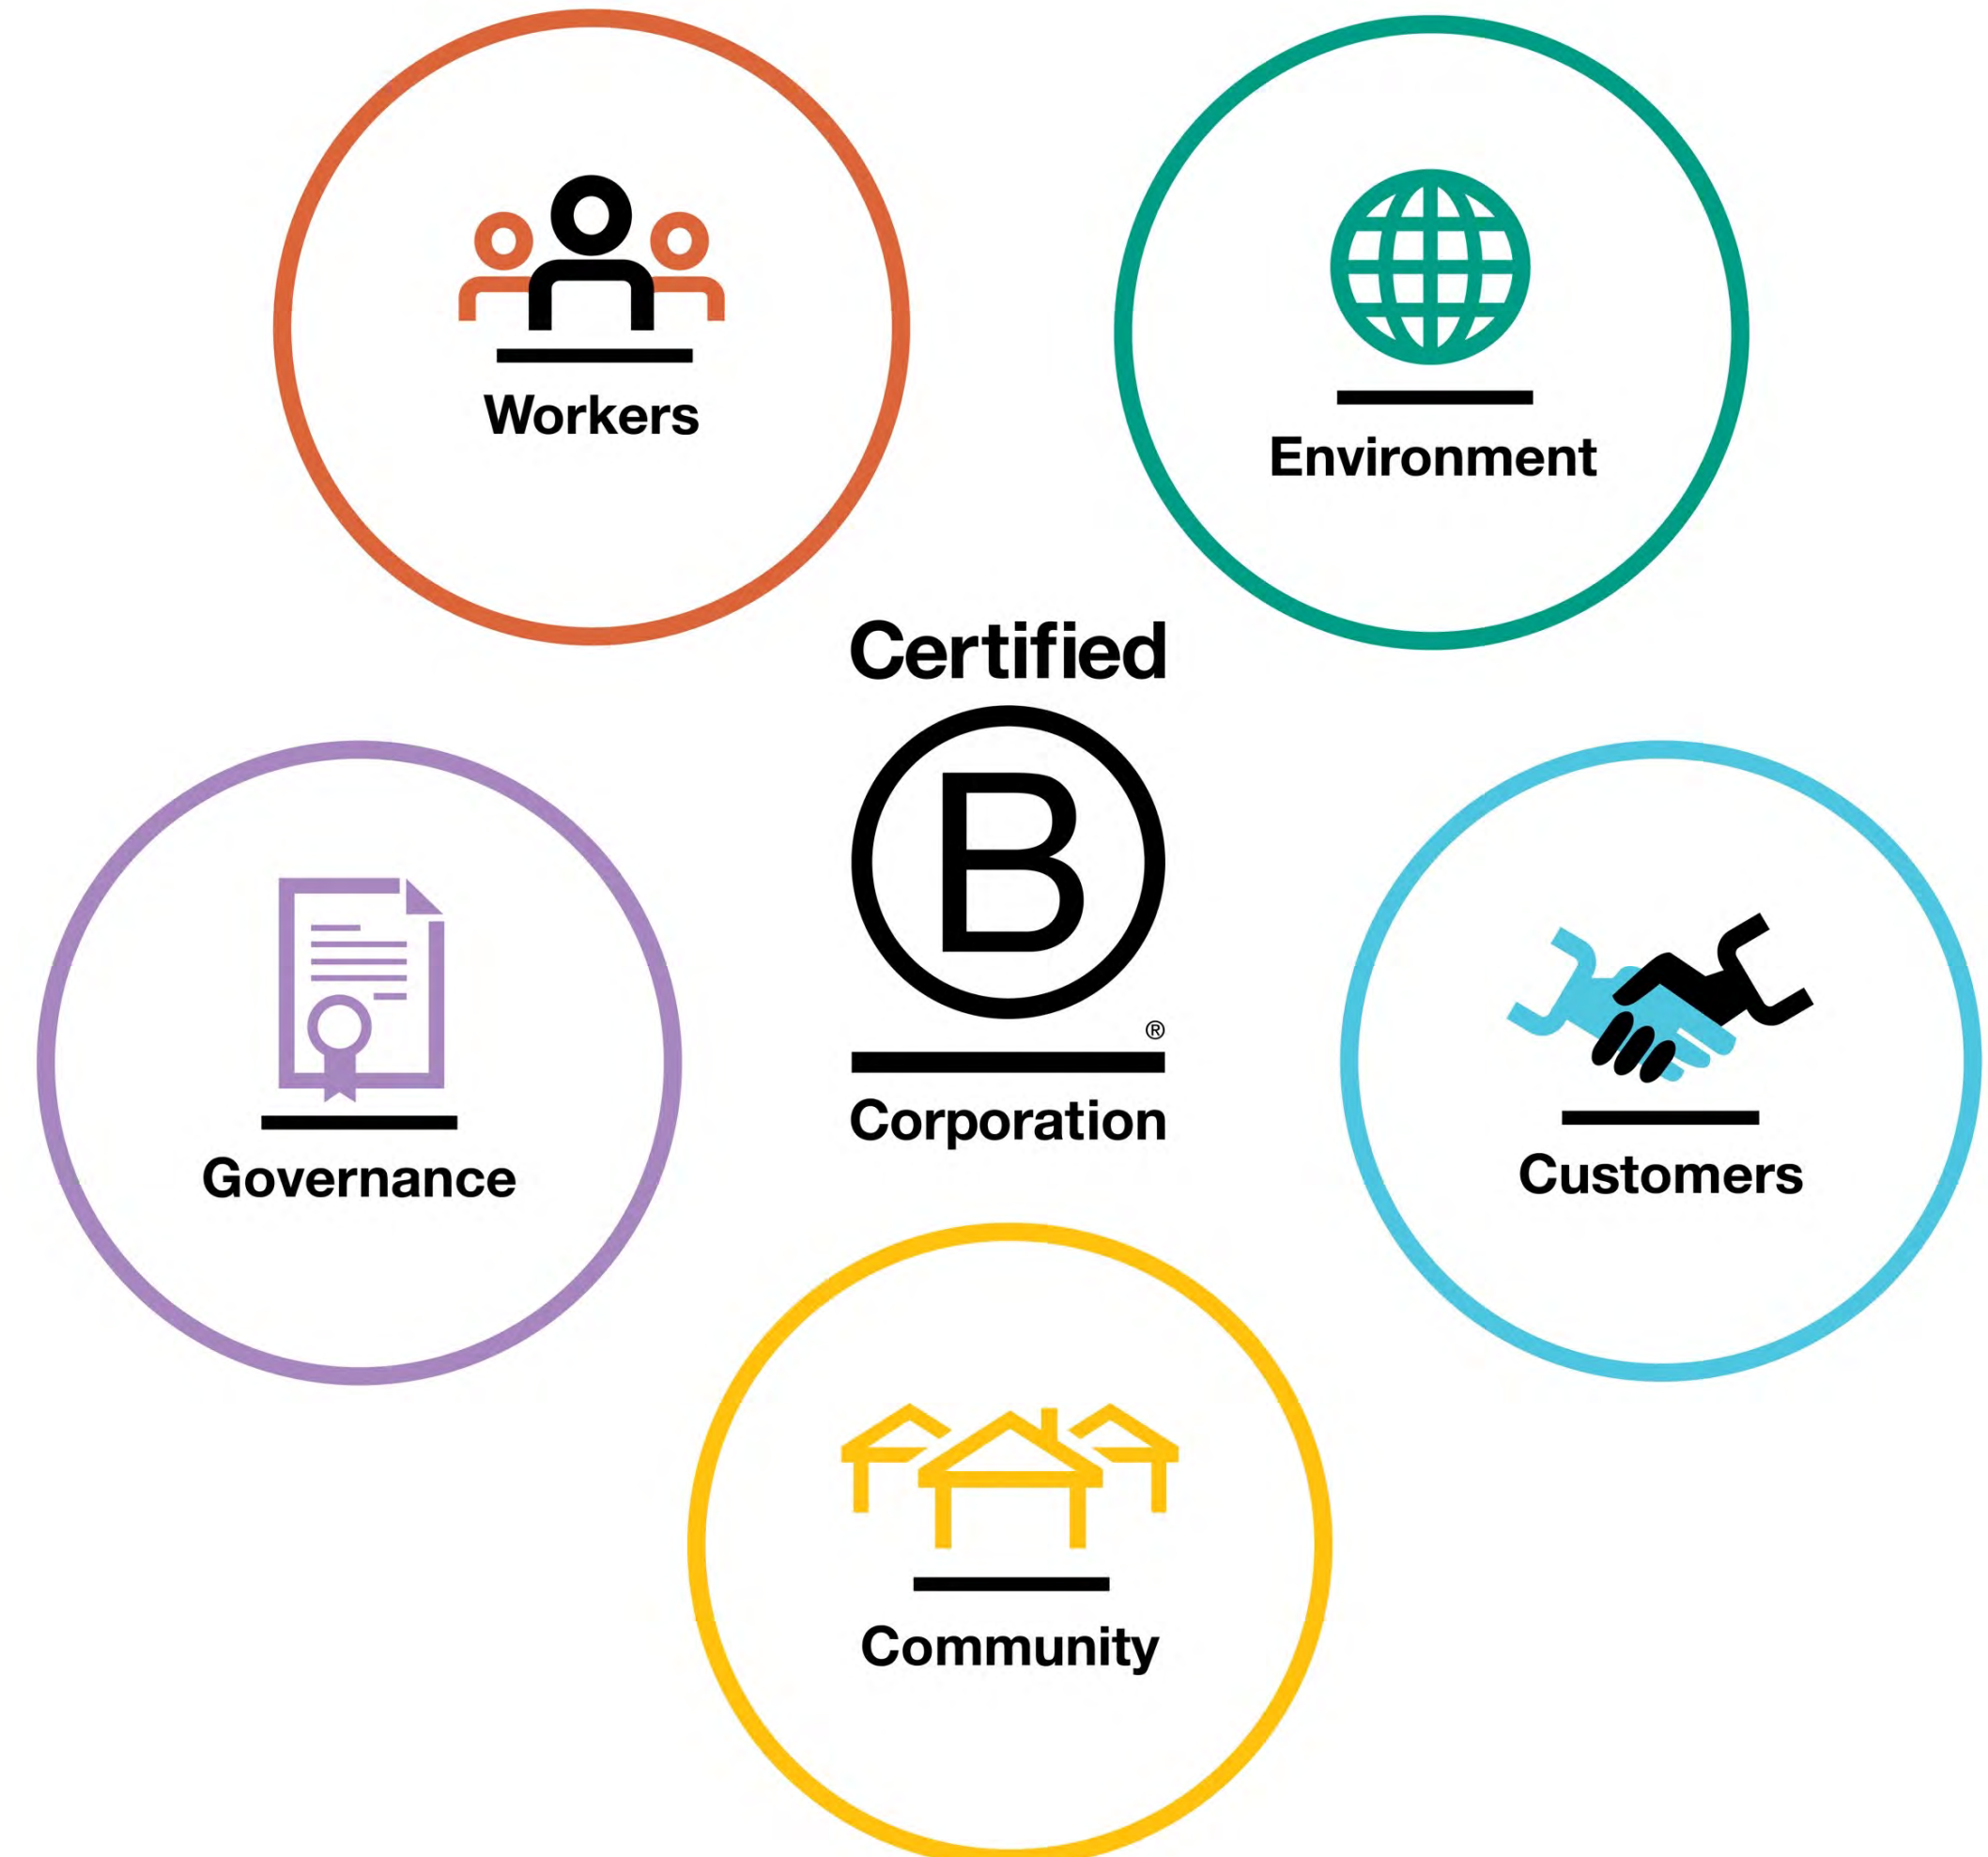 Workers
Environment
Certified
B
®
Corporation
Governance
Customers
Community